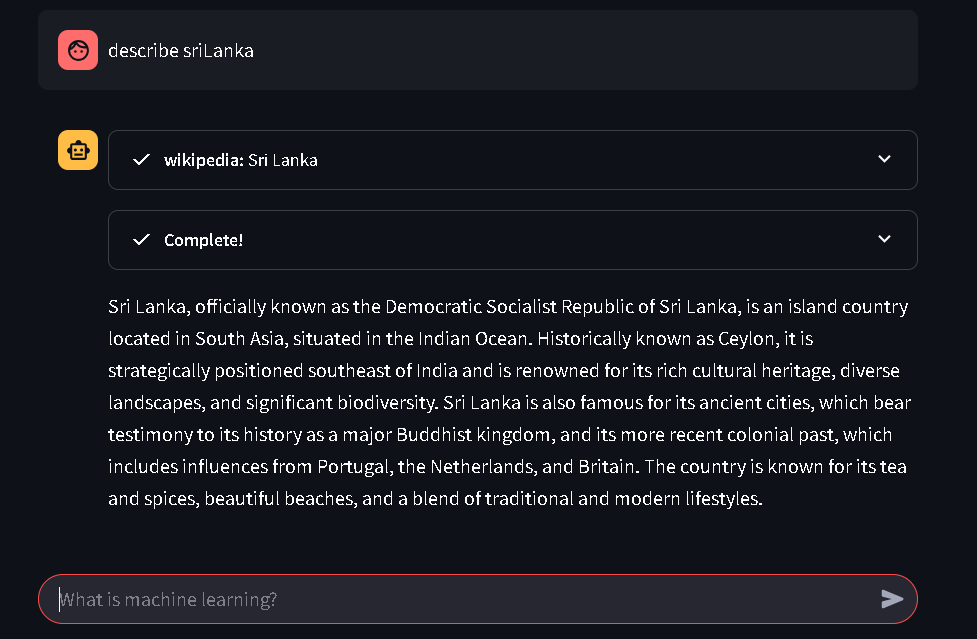 describe sriLanka
wikipedia: Sri Lanka
Complete!
Sri Lanka, officially known as the Democratic Socialist Republic of Sri Lanka, is an island country
located in South Asia, situated in the Indian Ocean. Historically known as Ceylon, it is
strategically positioned southeast of India and is renowned for its rich cultural heritage, diverse
landscapes, and significant biodiversity. Sri Lanka is also famous for its ancient cities, which bear
testimony to its history as a major Buddhist kingdom, and its more recent colonial past, which
includes influences from Portugal, the Netherlands, and Britain. The country is known for its tea
and spices, beautiful beaches, and a blend of traditional and modern lifestyles.
What is machine learning?